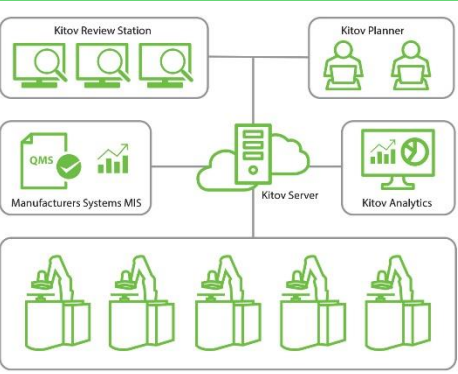 Kitov Review Station
Kitov Planner
QMS
Manufacturers Systems MIS
Kitov Server
Kitov Analytics